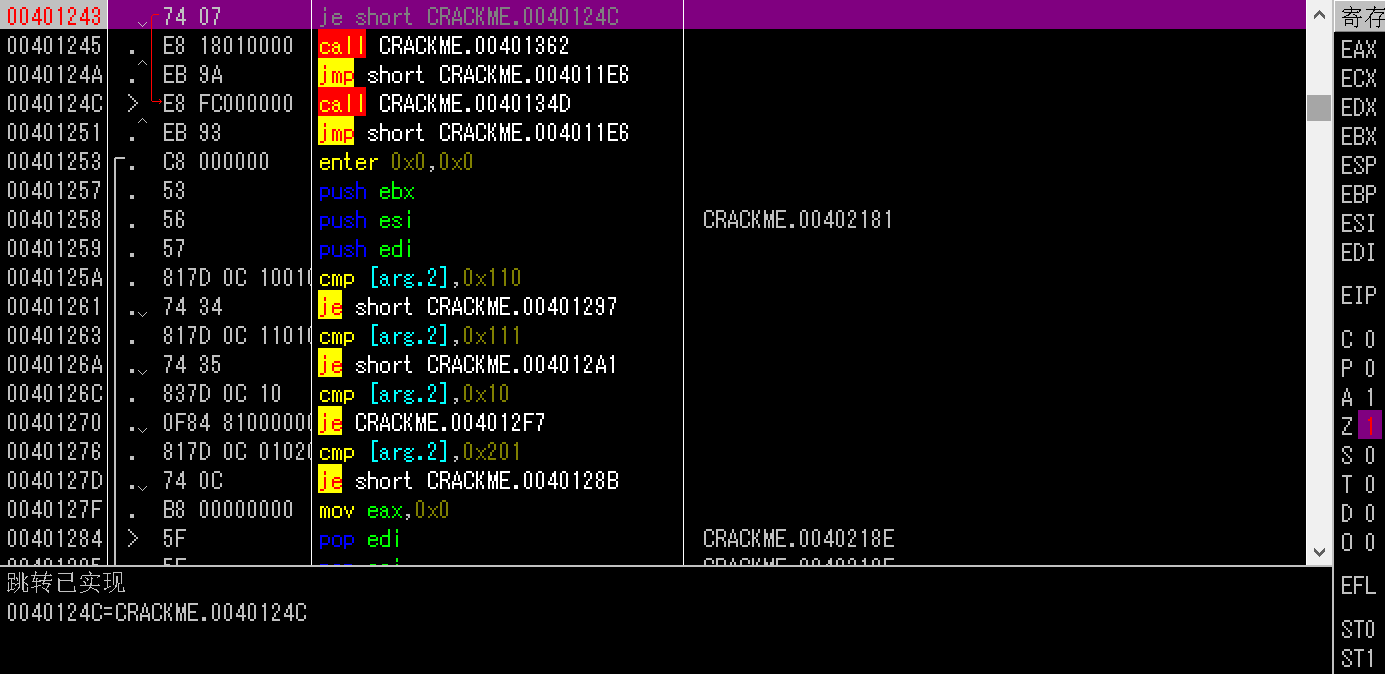 00401243 74 07 je short CRACKME.0040124C
00401245 . E8 18010000 call CRACKME.00401362
0040124A . EB 9A jmp short CRACKME.004011E6
0040124C > E8 FC000000 call CRACKME.0040134D
00401251 . EB 93 jmp short CRACKME.004011E6
00401253 . C8 000000 enter 0x0,0x0
00401257 . 53 push ebx
00401258 . 56 push esi CRACKME.00402181
00401259 . 57 push edi
0040125A . 817D 0C 10010 cmp [arg.2],0x110
00401261 . 74 34 je short CRACKME.00401297
00401263 . 817D 0C 11010 cmp [arg.2],0x111
0040126A . 74 35 je short CRACKME.004012A1
0040126C . 837D 0C 10 cmp [arg.2],0x10
00401270 . 0F84 81000000 je CRACKME.004012F7
00401276 . 817D 0C 01020 cmp [arg.2],0x201
0040127D . 74 0C je short CRACKME.0040128B
0040127F . B8 00000000 mov eax,0x0
00401284 > 5F pop edi CRACKME.0040218E
跳转已实现
0040124C=CRACKME.0040124C
寄存
EAX
ECX
EDX
EBX
ESP
EBP
ESI
EDI
EIP
C 0
P 0
A 1
Z 1
S 0
T 0
D 0
O 0
EFL
ST0
ST1